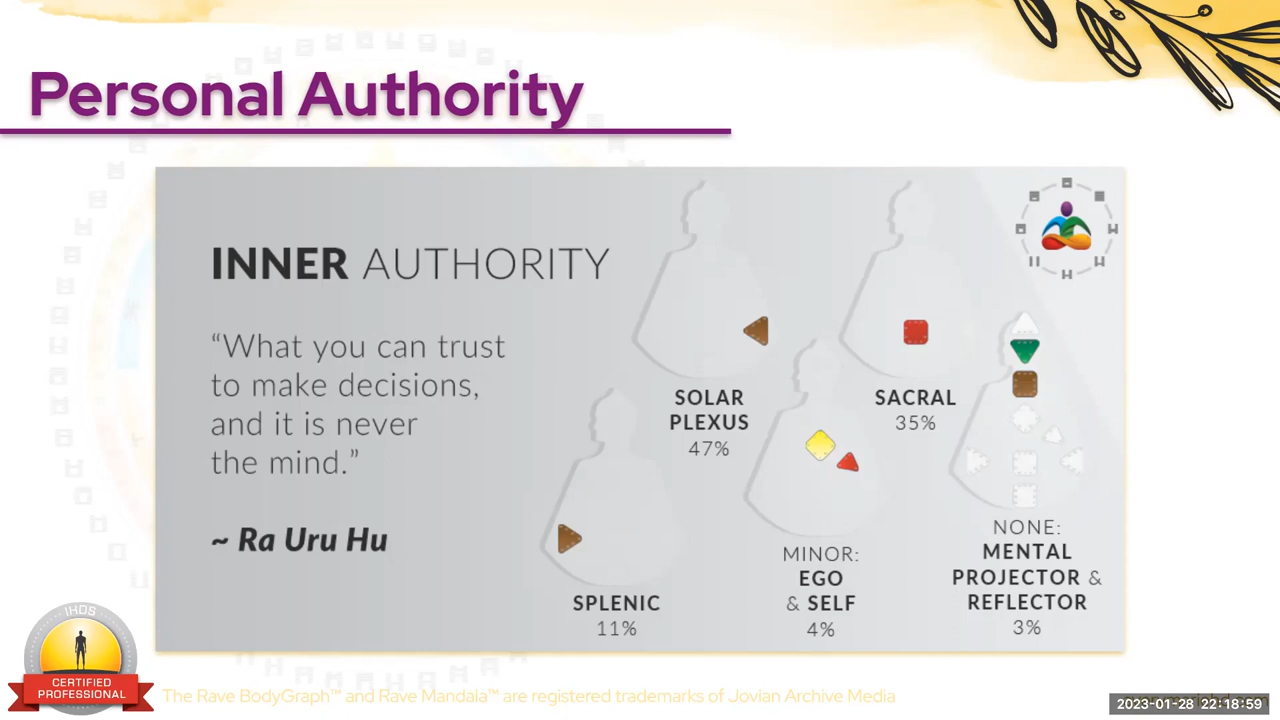 Personal Authority
INNER AUTHORITY
“What you can trust
to make decisions,
and it is never
the mind.”
~ Ra Uru Hu
SOLAR
PLEXUS
47%
SACRAL
35%
SPLENIC
11%
MINOR:
EGO
& SELF
4%
NONE:
MENTAL
PROJECTOR &
REFLECTOR
3%
IHDS
CERTIFIED
PROFESSIONAL
The Rave BodyGraph™ and Rave Mandala™ are registered trademarks of Jovian Archive Media
2023-01-28 22:18:59